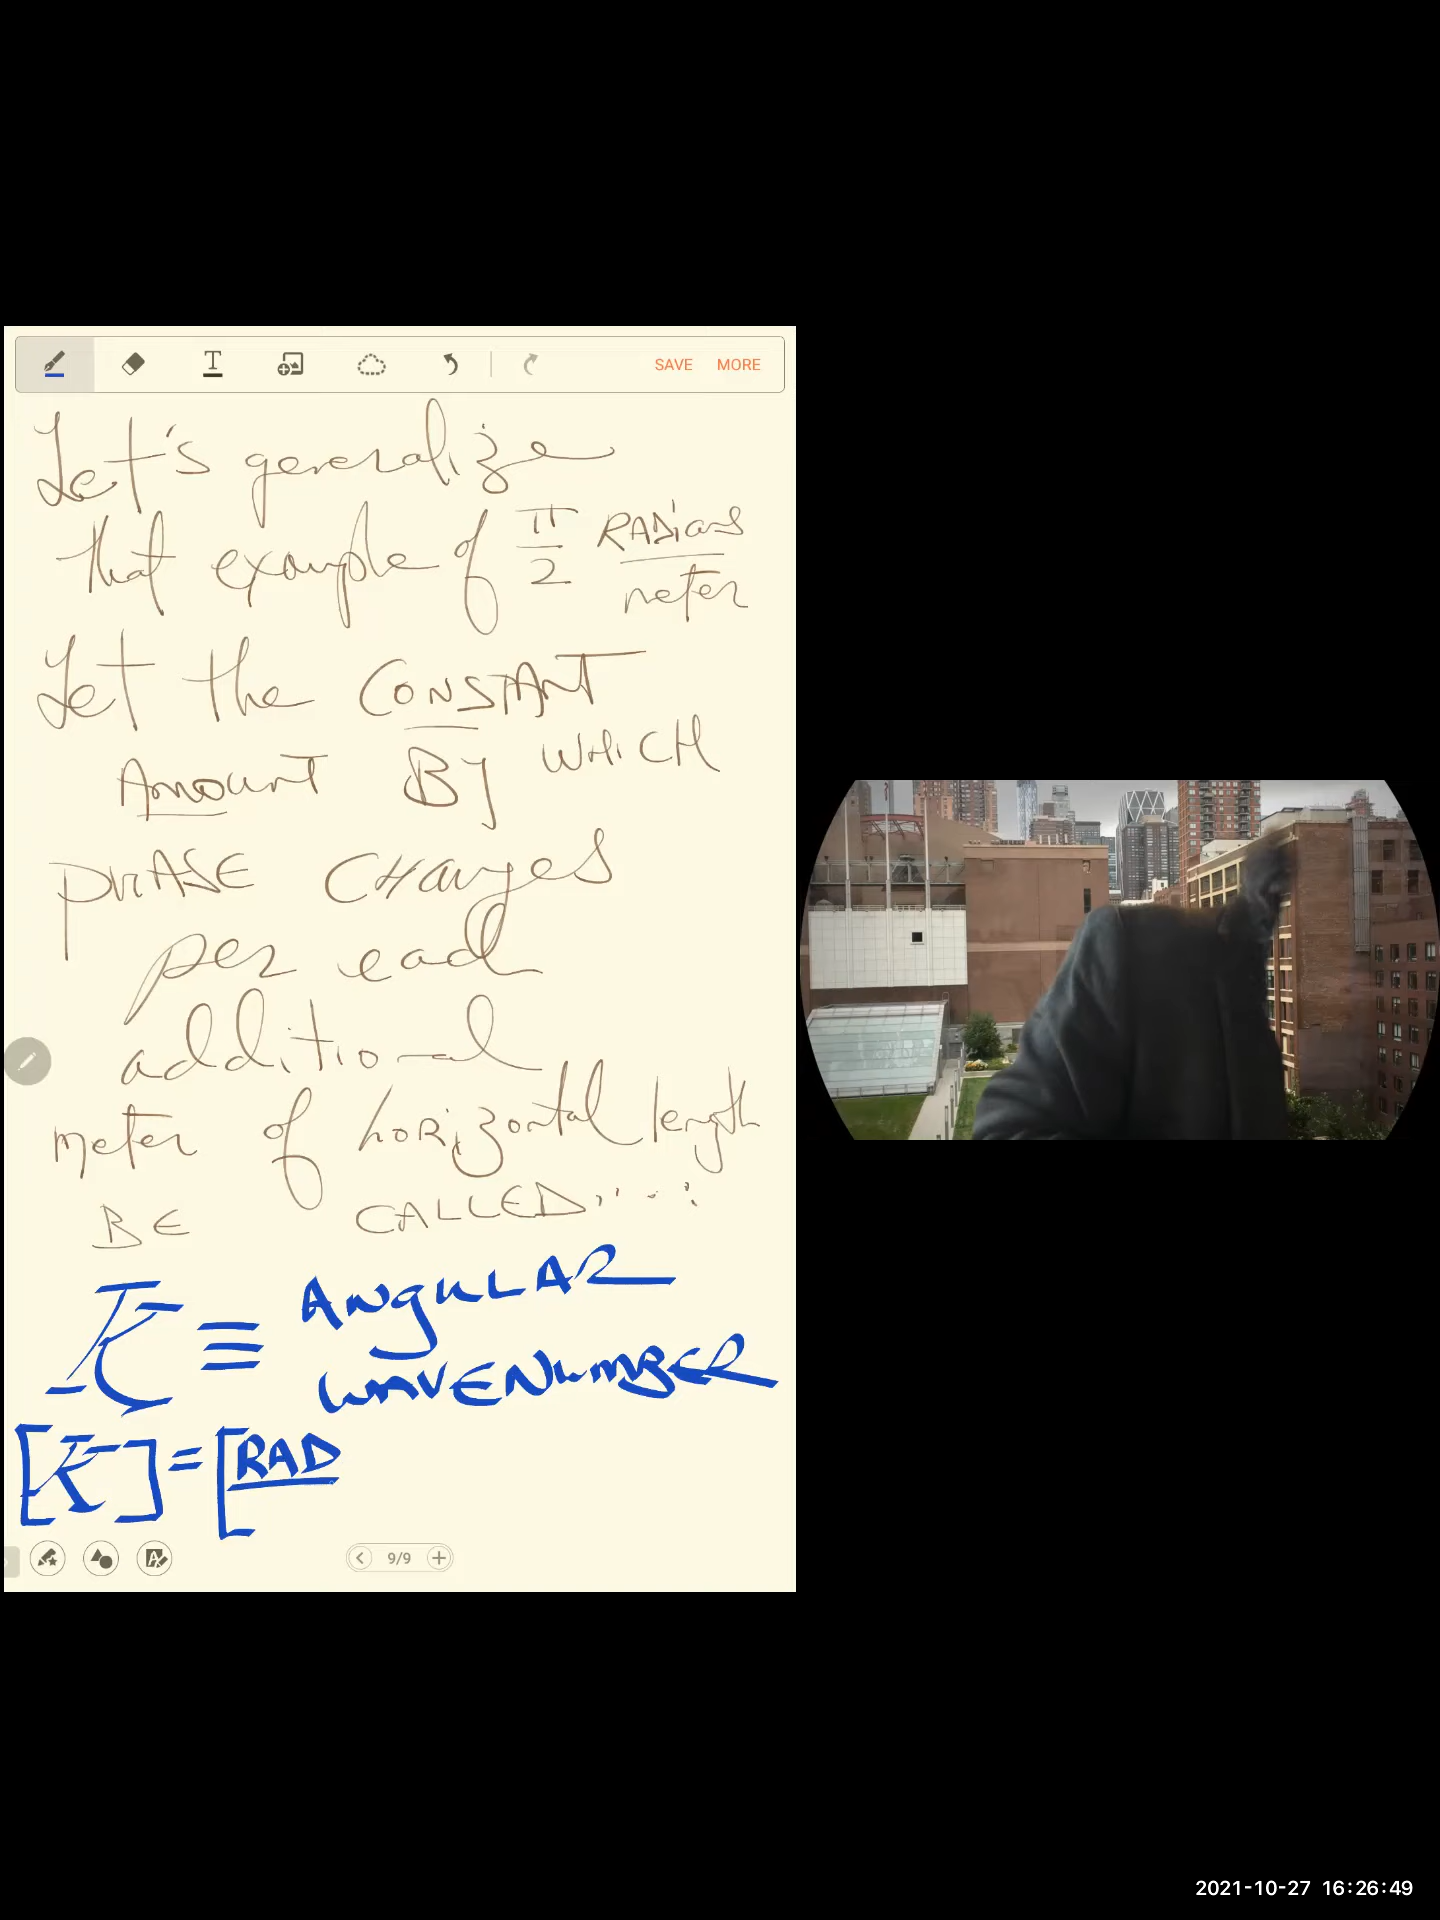 T
SAVE MORE
Let's generalize
that example of π/2 RADians/meter
Let the CONSTANT
AMOUNT By WHICH
pHASE CHanges
per each
additional
meter of hoRizontal length
BE CALLED.....
K ≡ ANgULAR
WAVENUMBER
[K] = [RAD
9/9
2021-10-27 16:26:49